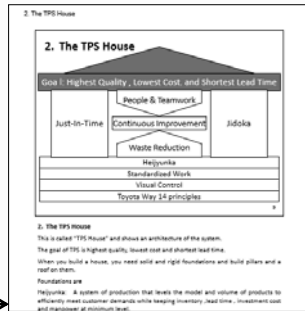 2. The TPS House
2. The TPS House
Goal: Highest Quality , Lowest Cost. and Shortest Lead Time
People & Teamwork
Just-In-Time
Continuous Improvement
Jidoka
Waste Reduction
Heijyunka
Standardized Work
Visual Control
Toyota Way 14 principles
2. The TPS House
This is called "TPS House" and shows an architecture of the system.
The goal of TPS is highest quality, lowest cost and shortest lead time.
When you build a house, you need solid and rigid foundations and build pillars and a
roof on them.
Foundations are
Heijyunka: A system of production that levels the model and volume of products to
efficiently meet customer demands while keeping inventory ,lead time , investment cost
and manpower at minimum level.